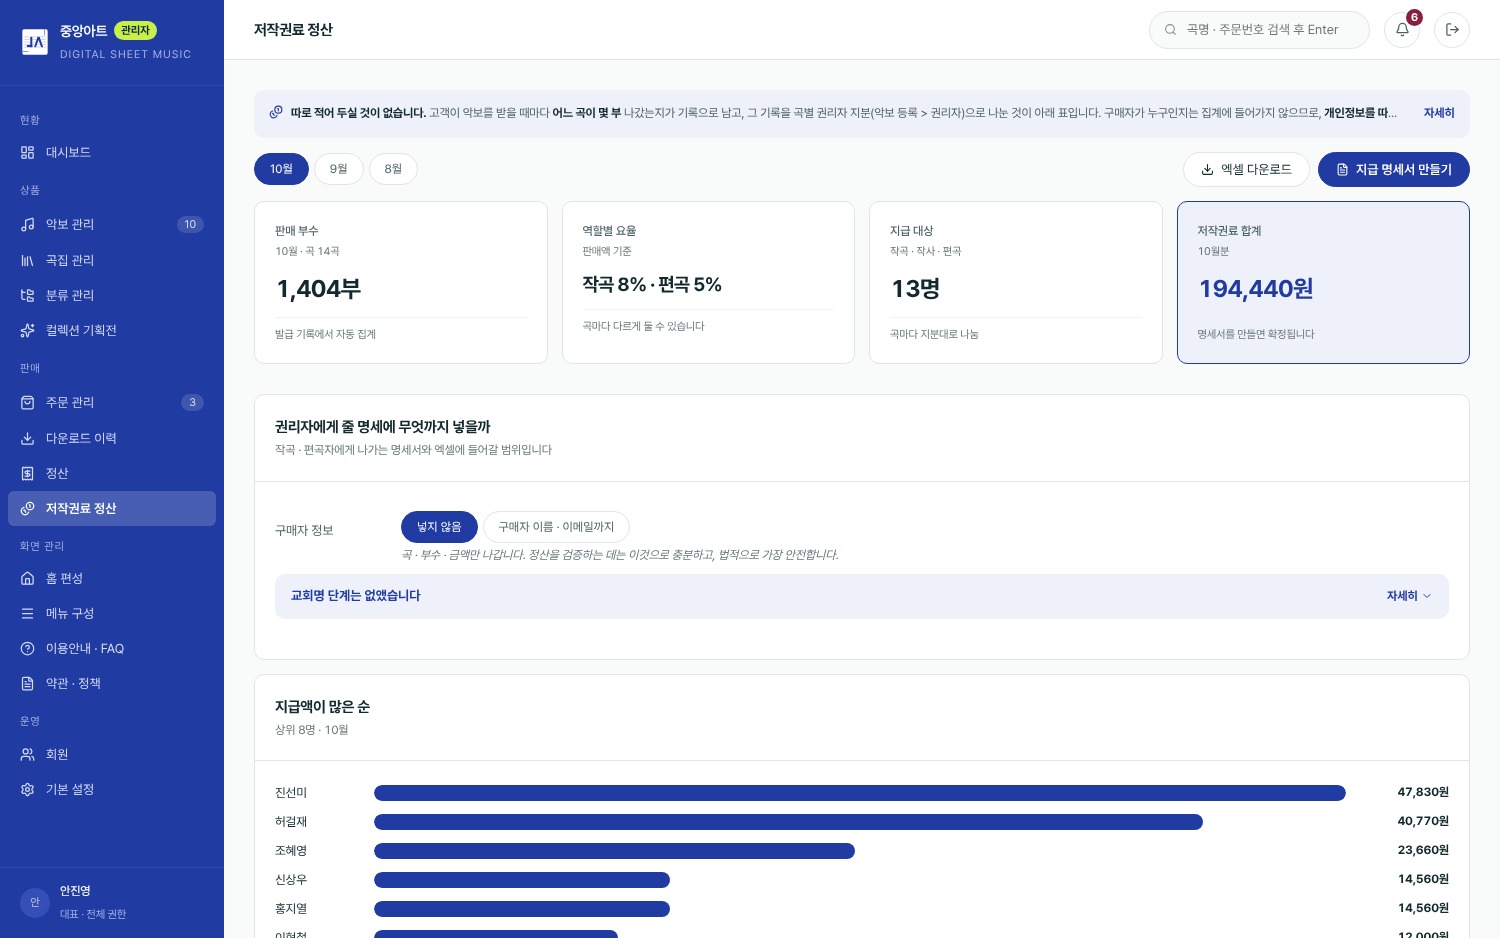 중앙아트 관리자
DIGITAL SHEET MUSIC
현황
대시보드
상품
악보 관리 10
곡집 관리
분류 관리
컬렉션 기획전
판매
주문 관리 3
다운로드 이력
정산
저작권료 정산
화면 관리
홈 편성
메뉴 구성
이용안내 · FAQ
약관 · 정책
운영
회원
기본 설정
안 안진영
대표 · 전체 권한
저작권료 정산
곡명 · 주문번호 검색 후 Enter
6
따로 적어 두실 것이 없습니다. 고객이 악보를 받을 때마다 어느 곡이 몇 부 나갔는지가 기록으로 남고, 그 기록을 곡별 권리자 지분(악보 등록 > 권리자)으로 나눈 것이 아래 표입니다. 구매자가 누구인지는 집계에 들어가지 않으므로, 개인정보를 따... 자세히
10월 9월 8월
엑셀 다운로드 지급 명세서 만들기
판매 부수
10월 · 곡 14곡
1,404부
발급 기록에서 자동 집계
역할별 요율
판매액 기준
작곡 8% · 편곡 5%
곡마다 다르게 둘 수 있습니다
지급 대상
작곡 · 작사 · 편곡
13명
곡마다 지분대로 나눔
저작권료 합계
10월분
194,440원
명세서를 만들면 확정됩니다
권리자에게 줄 명세에 무엇까지 넣을까
작곡 · 편곡자에게 나가는 명세서와 엑셀에 들어갈 범위입니다
구매자 정보 넣지 않음 구매자 이름 · 이메일까지
곡 · 부수 · 금액만 나갑니다. 정산을 검증하는 데는 이것으로 충분하고, 법적으로 가장 안전합니다.
교회명 단계는 없앴습니다 자세히
지급액이 많은 순
상위 8명 · 10월
진선미 47,830원
허걸재 40,770원
조혜영 23,660원
신상우 14,560원
홍지열 14,560원
12,000원